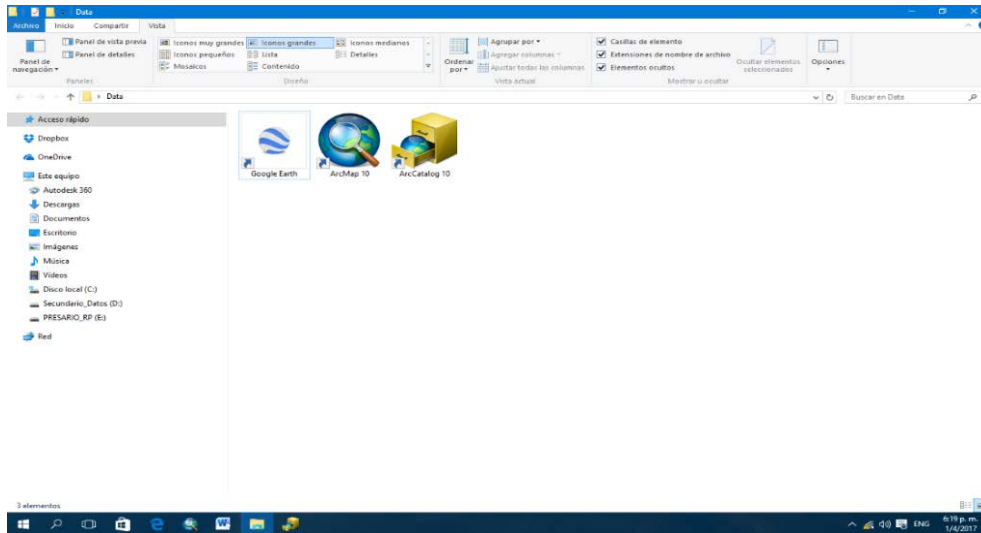 Data
Archivo Inicio Compartir Vista
Panel de navegación
Panel de vista previa
Panel de detalles
Paneles
Iconos muy grandes Iconos grandes Iconos medianos
Iconos pequeños Lista Detalles
Mosaicos Contenido
Diseño
Ordenar por
Agrupar por
Agregar columnas
Ajustar todas las columnas
Vista actual
Casillas de elemento
Extensiones de nombre de archivo
Elementos ocultos
Ocultar elementos seleccionados
Mostrar u ocultar
Opciones
Data
Buscar en Data
Acceso rápido
Dropbox
OneDrive
Este equipo
Autodesk 360
Descargas
Documentos
Escritorio
Imágenes
Música
Vídeos
Disco local (C:)
Secundario_Datos (D:)
PRESARIO_RP (E:)
Red
Google Earth ArcMap 10 ArcCatalog 10
3 elementos
ENG
6:19 p. m.
1/4/2017